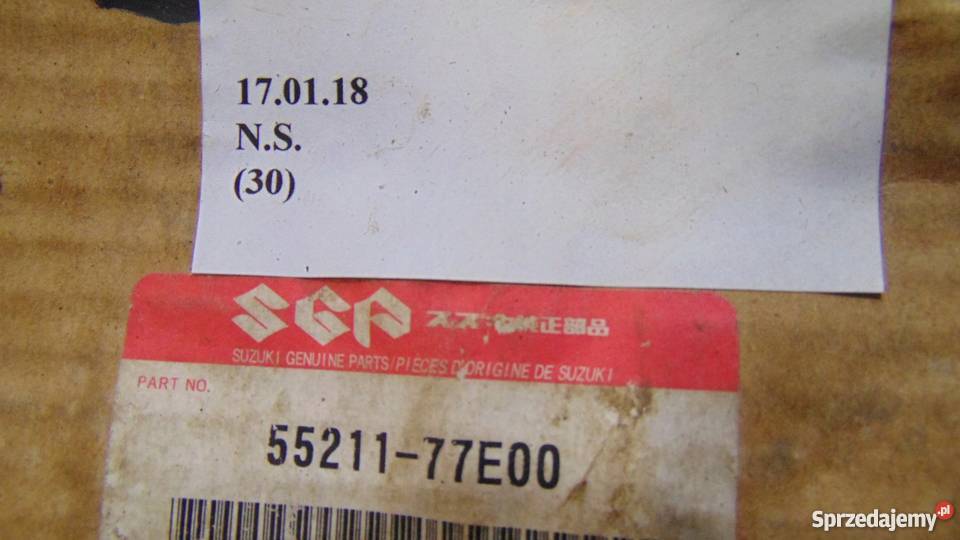 17.01.18
N.S.
(30)
SGP スズキ純正部品
SUZUKI GENUINE PARTS/PIECES D'ORIGINE DE SUZUKI
PART NO.
55211-77E00
Sprzedajemy.pl